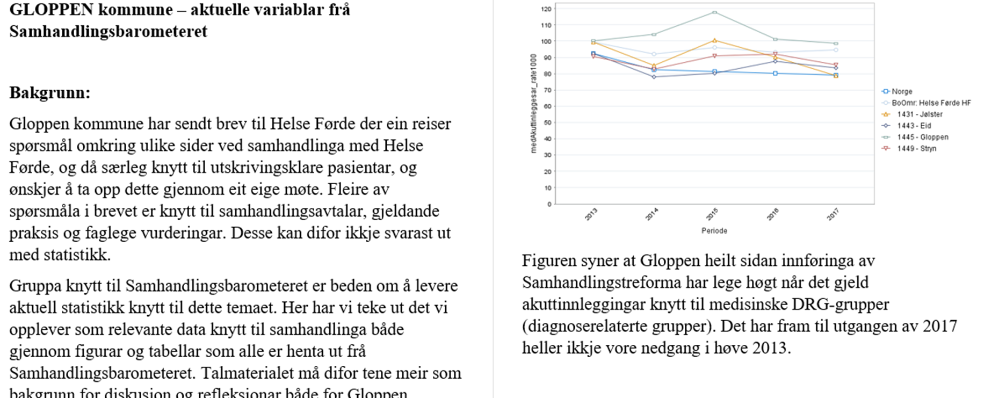 GLOPPEN kommune – aktuelle variablar frå
Samhandlingsbarometeret
Bakgrunn:
Gloppen kommune har sendt brev til Helse Førde der ein reiser
spørsmål omkring ulike sider ved samhandlinga med Helse
Førde, og då særleg knytt til utskrivingsklare pasientar, og
ønskjer å ta opp dette gjennom eit eige møte. Fleire av
spørsmåla i brevet er knytt til samhandlingsavtalar, gjeldande
praksis og faglege vurderingar. Desse kan difor ikkje svarast ut
med statistikk.
Gruppa knytt til Samhandlingsbarometeret er beden om å levere
aktuell statistikk knytt til dette temaet. Her har vi teke ut det vi
opplever som relevante data knytt til samhandlinga både
gjennom figurar og tabellar som alle er henta ut frå
Samhandlingsbarometeret. Talmaterialet må difor tene meir som
bakgrunn for diskusjon og refleksjonar både for Gloppen
medAkuttinnleggesar_rate1000
120
110
100
90
80
70
60
50
40
30
20
10
0
2013
2014
2015
2016
2017
Periode
Norge
BoOmr: Helse Førde HF
1431 - Jølster
1443 - Eid
1445 - Gloppen
1449 - Stryn
Figuren syner at Gloppen heilt sidan innføringa av
Samhandlingstreforma har lege høgt når det gjeld
akuttinnleggingar knytt til medisinske DRG-grupper
(diagnoserelaterte grupper). Det har fram til utgangen av 2017
heller ikkje vore nedgang i høve 2013.